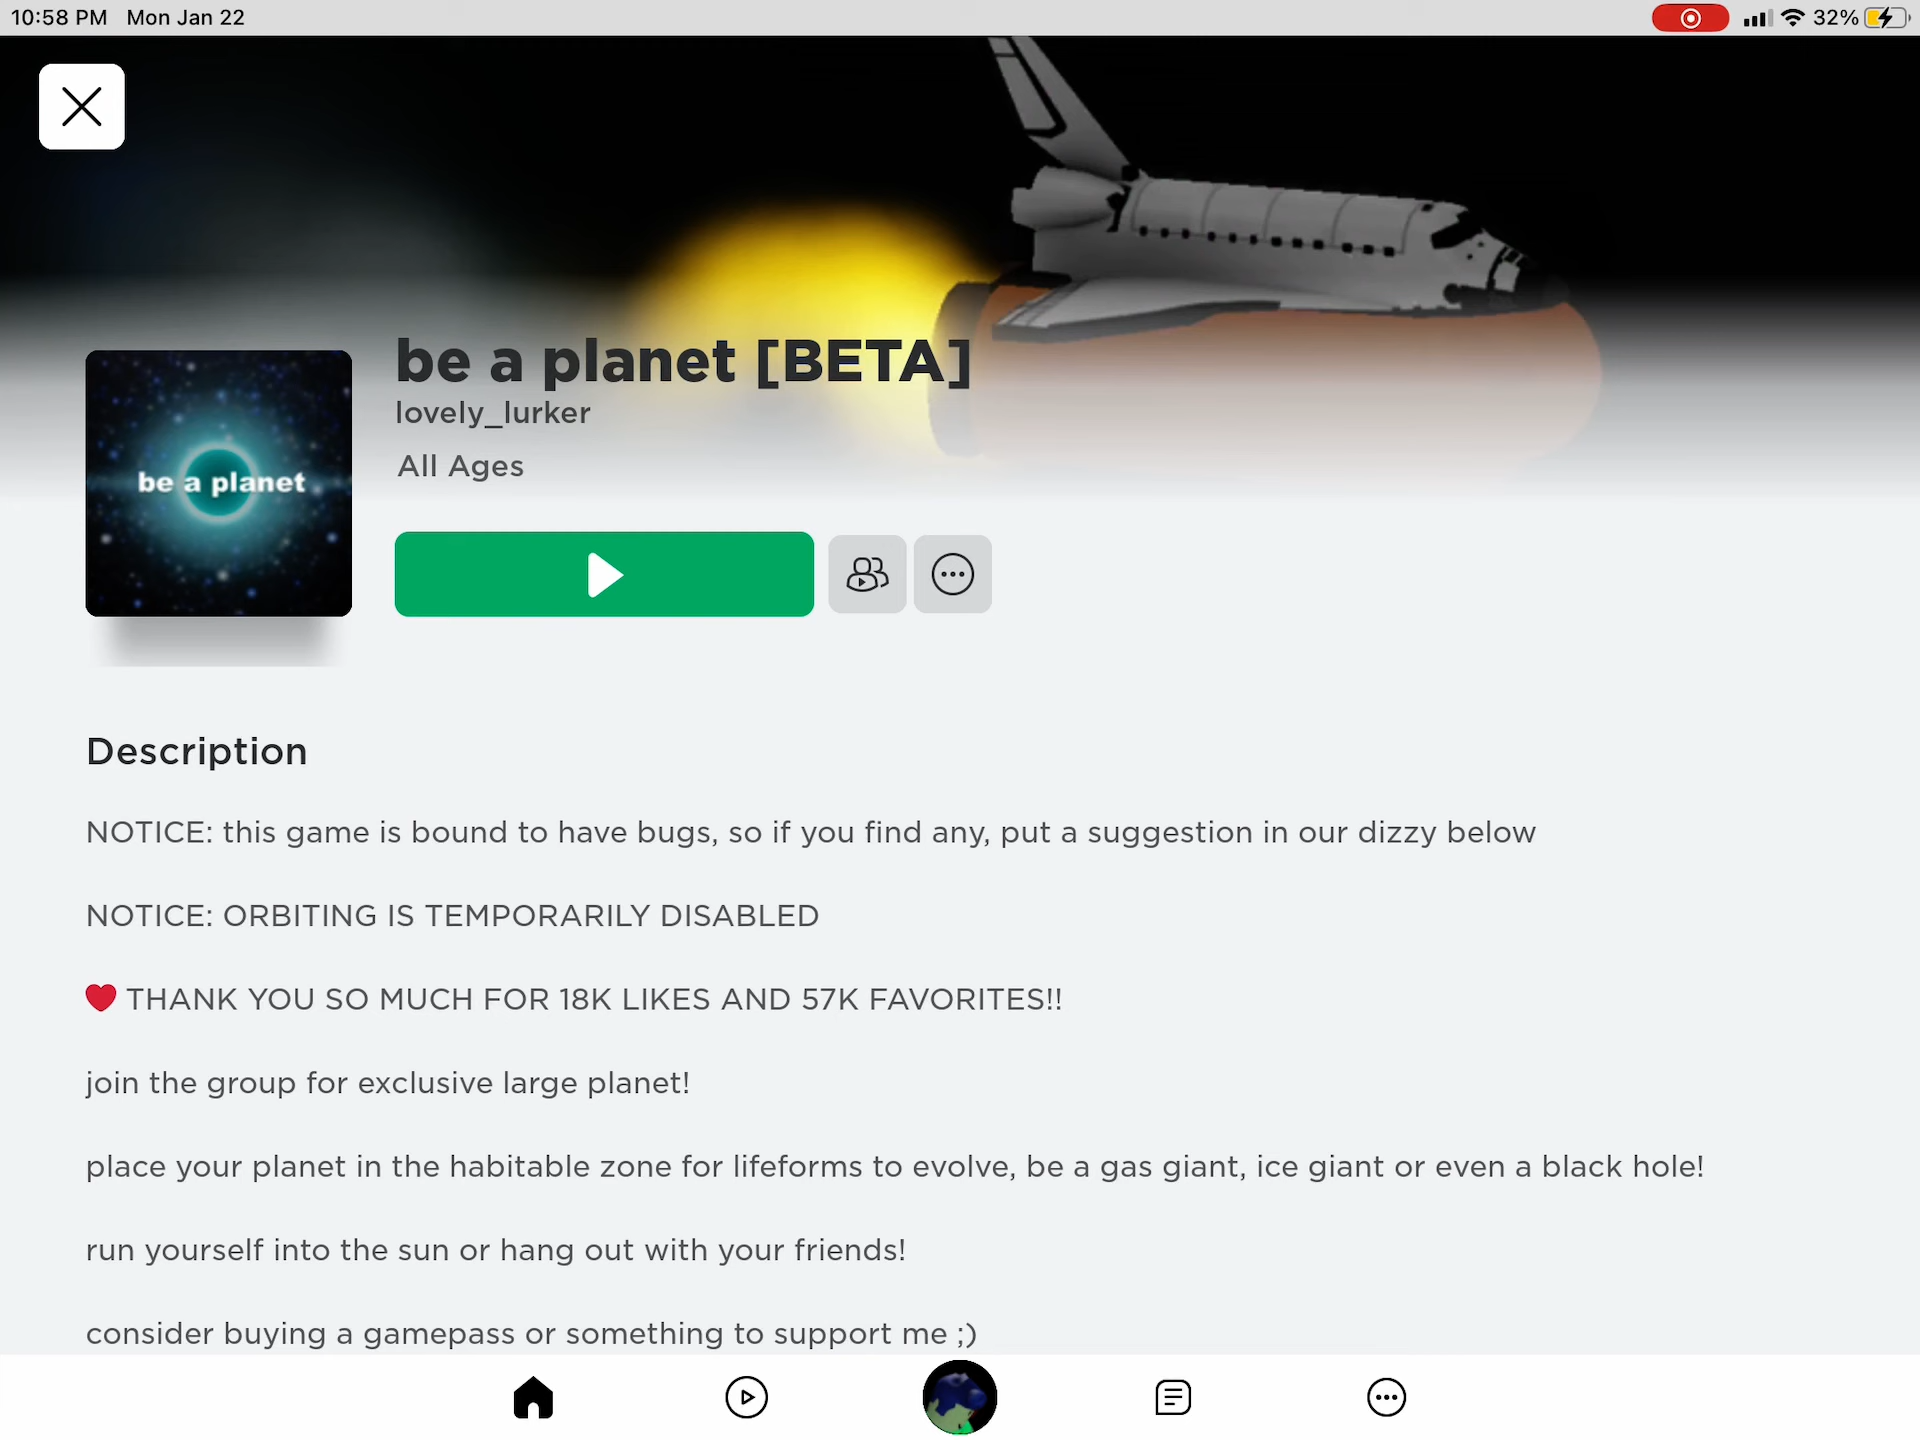 10:58 PM Mon Jan 22
32%
be a planet [BETA]
lovely_lurker
All Ages
be a planet
Description
NOTICE: this game is bound to have bugs, so if you find any, put a suggestion in our dizzy below
NOTICE: ORBITING IS TEMPORARILY DISABLED
❤️ THANK YOU SO MUCH FOR 18K LIKES AND 57K FAVORITES!!
join the group for exclusive large planet!
place your planet in the habitable zone for lifeforms to evolve, be a gas giant, ice giant or even a black hole!
run yourself into the sun or hang out with your friends!
consider buying a gamepass or something to support me ;)